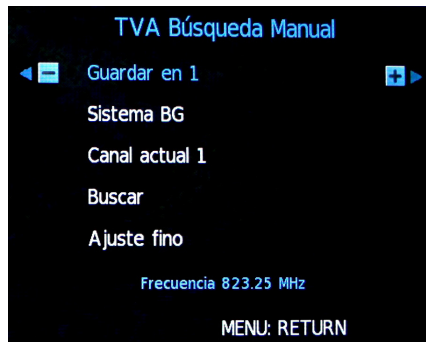 TVA Búsqueda Manual
Guardar en 1
Sistema BG
Canal actual 1
Buscar
Ajuste fino
Frecuencia 823.25 MHz
MENU: RETURN